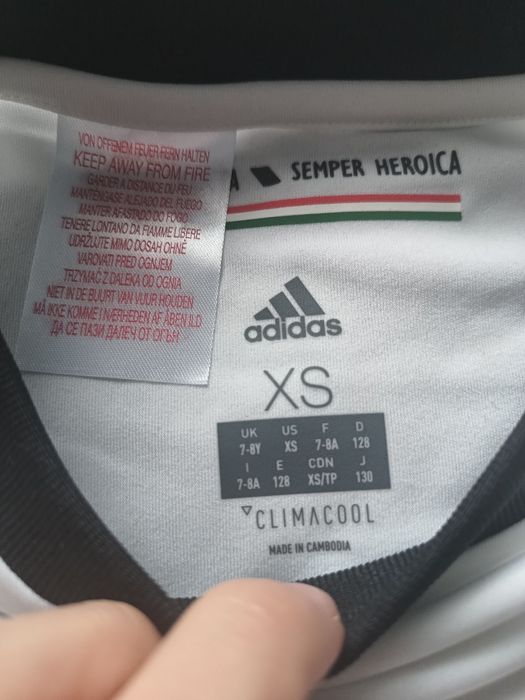 VON OFFENEM FEUER FERN HALTEN
KEEP AWAY FROM FIRE
GARDER A DISTANCE DU FEU
MANTÉNGASE ALEJADO DEL FUEGO
MANTER AFASTADO DO FOGO
TENERE LONTANO DA FIAMME LIBERE
UDRŽUJTE MIMO DOSAH OHNĚ
VAROVATI PRED OGNJEM
TRZYMAĆ Z DALEKA OD OGNIA
NIET IN DE BUURT VAN VUUR HOUDEN
MÅ IKKE KOMME I NÆRHEDEN AF ÅBEN ILD
ДА СЕ ПАЗИ ДАЛЕЧ ОТ ОГЪН
A SEMPER HEROICA
adidas
XS
UK US F D
7-8Y XS 7-8A 128
I E CDN J
7-8A 128 XS/TP 130
CLIMACOOL
MADE IN CAMBODIA